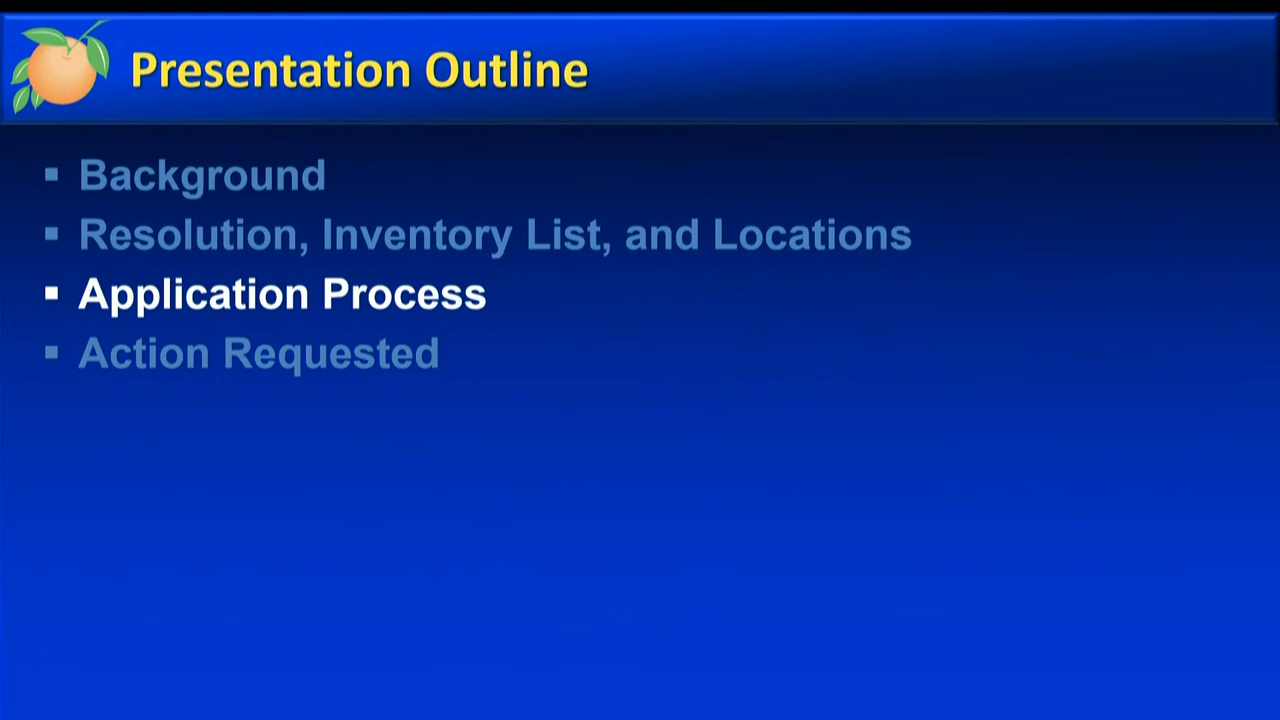 Presentation Outline
▪ Background
▪ Resolution, Inventory List, and Locations
▪ Application Process
▪ Action Requested